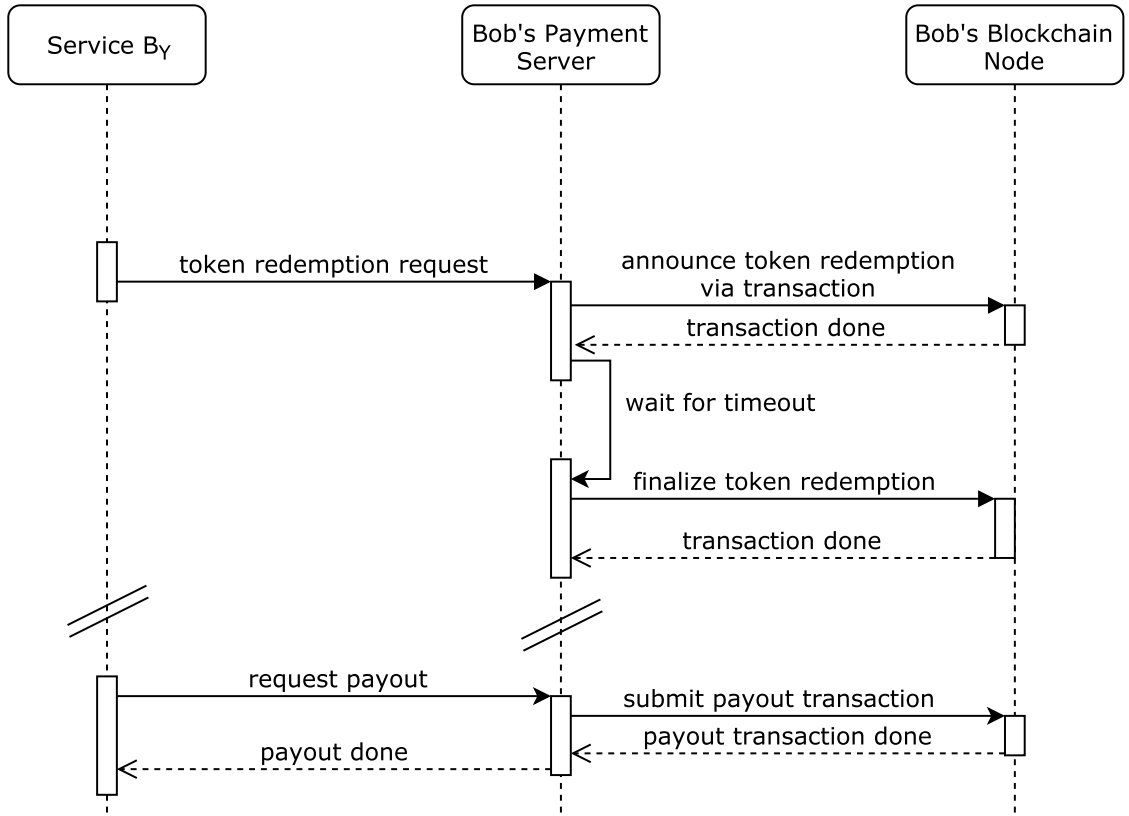 Service BY
Bob's Payment
Server
Bob's Blockchain
Node
token redemption request
announce token redemption
via transaction
transaction done
wait for timeout
finalize token redemption
transaction done
request payout
submit payout transaction
payout transaction done
payout done